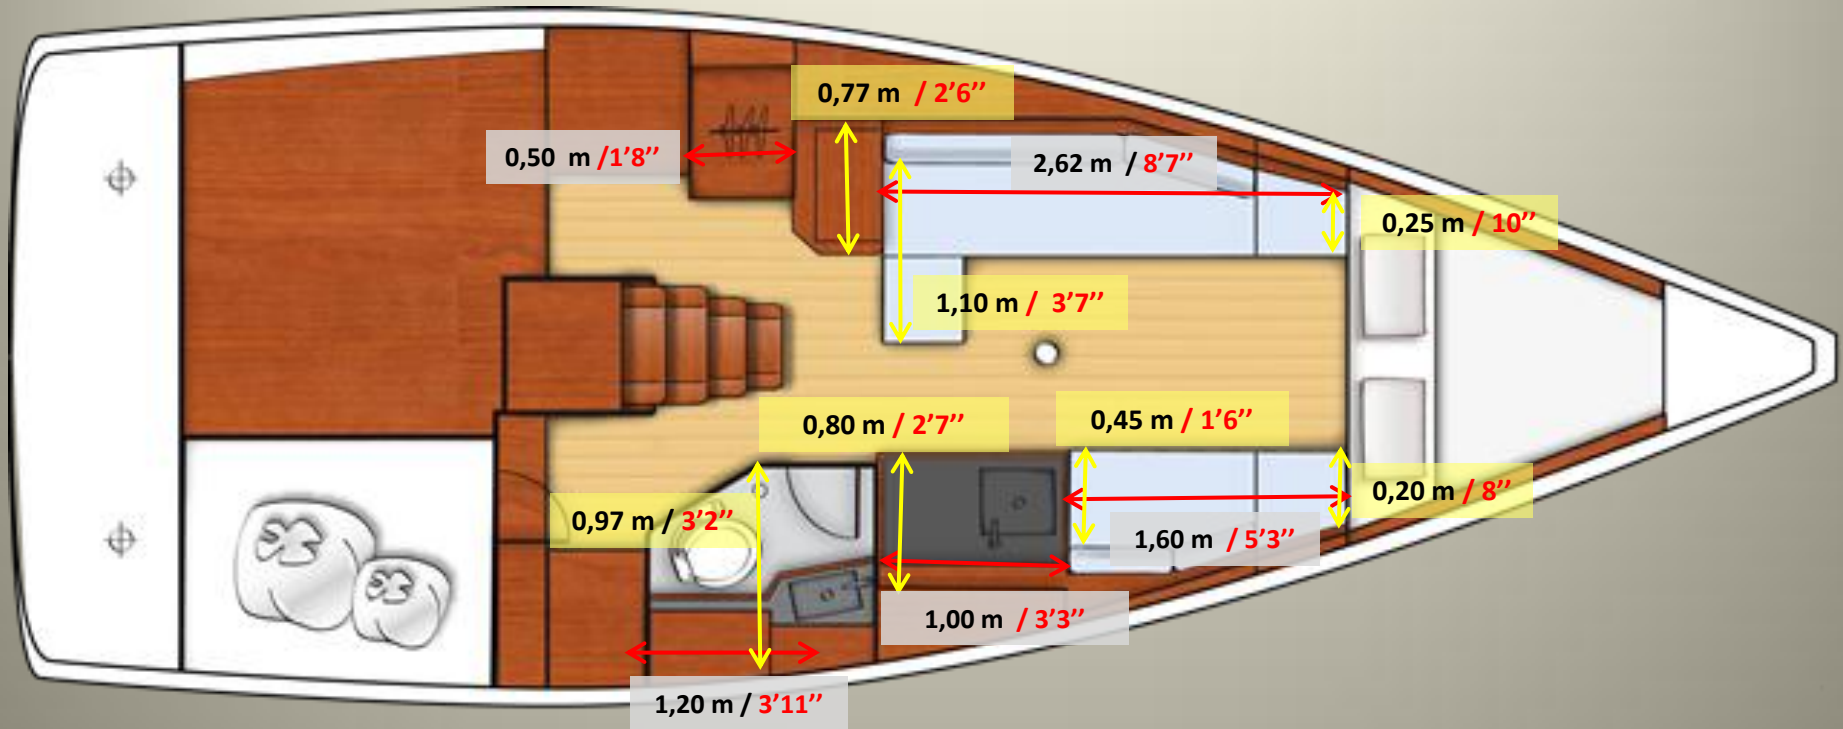 0,77 m / 2’6’’
0,50 m /1’8’’
2,62 m / 8’7’’
0,25 m / 10’’
1,10 m / 3’7’’
0,80 m / 2’7’’
0,45 m / 1’6’’
0,97 m / 3’2’’
0,20 m / 8’’
1,60 m / 5’3’’
1,00 m / 3’3’’
1,20 m / 3’11’’